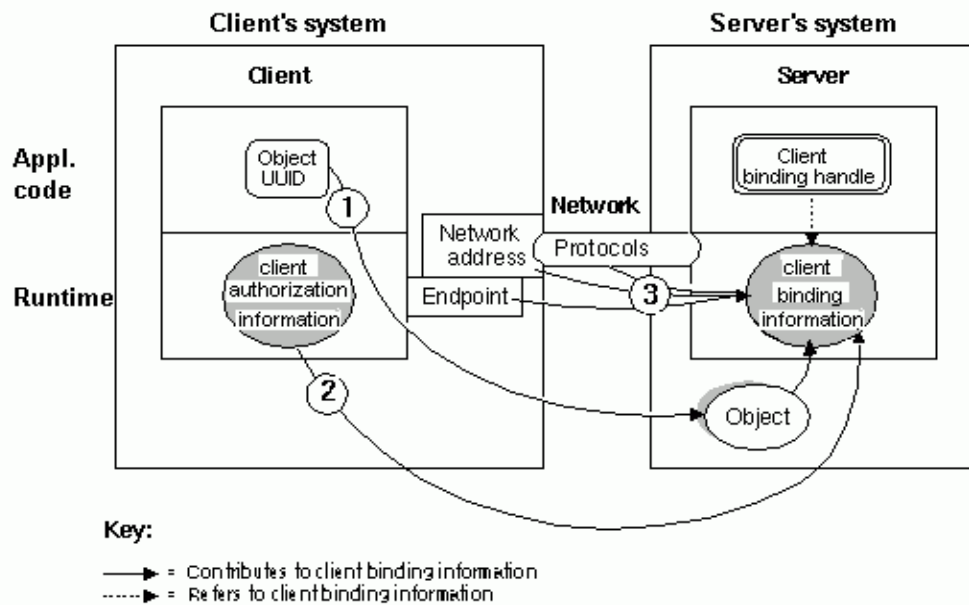 Client's system
Server's system
Client
Server
Appl.
code
Object
UUID
1
Client
binding handle
Network
Network
address
Protocols
Runtime
client
authorization
information
Endpoint
3
client
binding
information
2
Object
Key:
= Contributes to client binding information
= Refers to client binding information